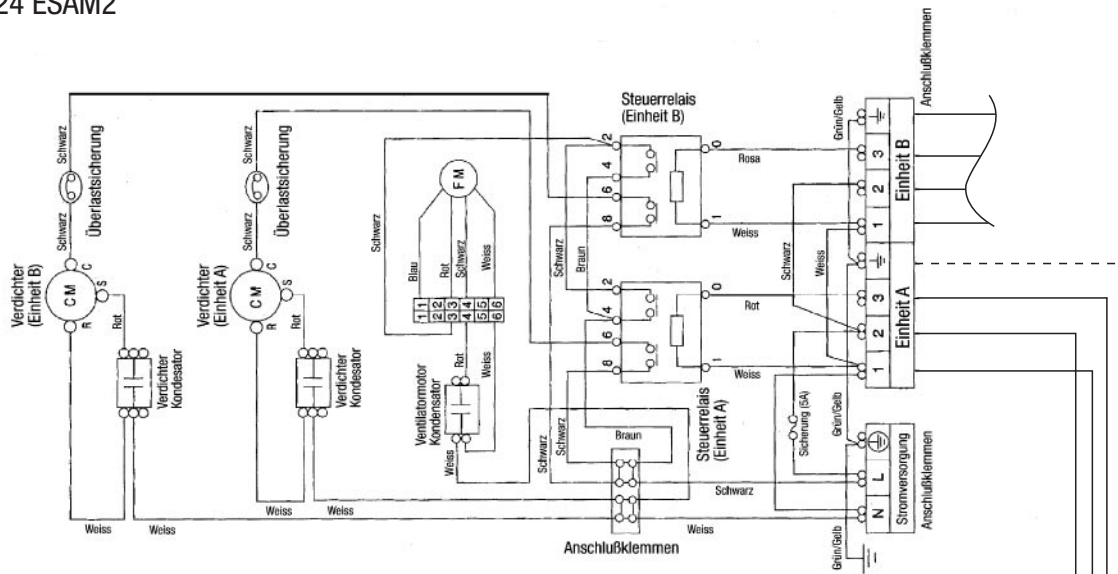 24 ESAM2
Verdichter
(Einheit B)
Schwarz
Schwarz
Überlastsicherung
C M
C
S
R
Rot
Verdichter
Kondesator
Weiss
Weiss
Verdichter
(Einheit A)
Schwarz
Schwarz
Überlastsicherung
C M
C
S
R
Rot
Verdichter
Kondesator
Weiss
Weiss
Schwarz
F M
Blau
Rot
Schwarz
Weiss
1 1
2 2
3 3
4 4
5 5
6 6
Rot
Weiss
Ventilatormotor
Kondensator
Weiss
Steuerrelais
(Einheit B)
2
4
6
8
0
1
Rosa
Weiss
Schwarz
Braun
2
4
6
8
0
1
Rot
Weiss
Steuerrelais
(Einheit A)
Schwarz
Schwarz
Braun
Schwarz
Weiss
Anschlußklemmen
Schwarz
Weiss
Grün/Gelb
Sicherung (5A)
Grün/Gelb
Grün/Gelb
Anschlußklemmen
3
2
1
Einheit B
3
2
1
Einheit A
L
N
Stromversorgung
Anschlußklemmen